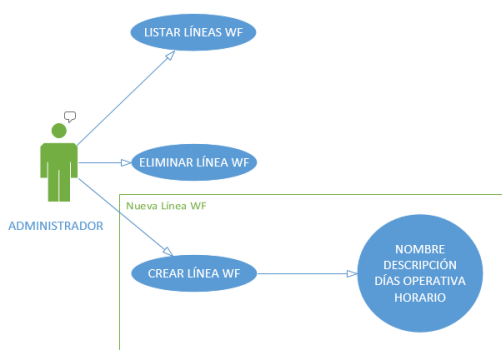 LISTAR LÍNEAS WF
ELIMINAR LÍNEA WF
ADMINISTRADOR
Nueva Línea WF
CREAR LÍNEA WF
NOMBRE
DESCRIPCIÓN
DÍAS OPERATIVA
HORARIO